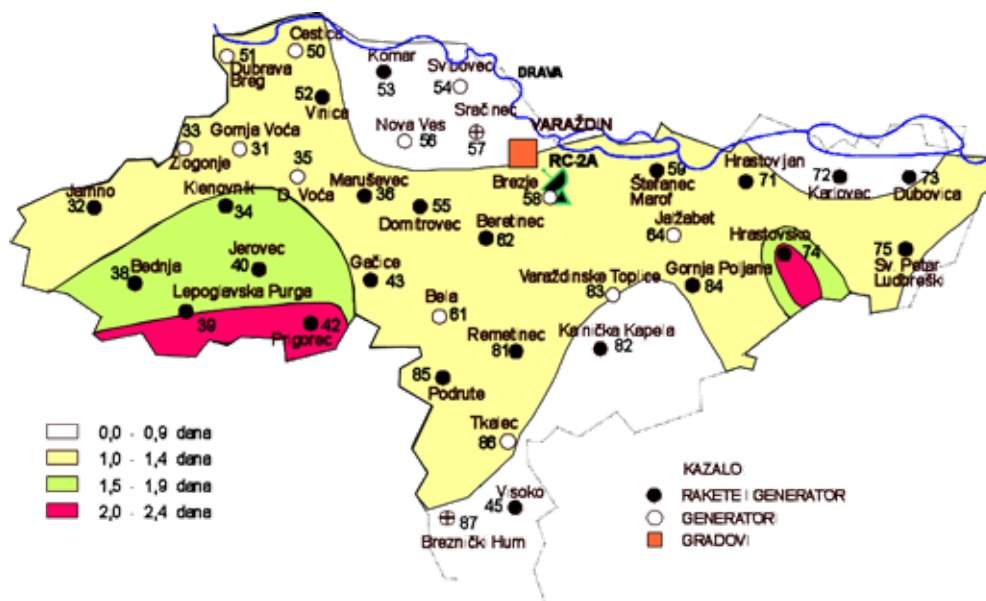 Cestica
50
51
Dubrava
Breg
Komar
53
Svibovec
54
DRAVA
52
Vinica
Sračinec
57
Nova Ves
56
VARAŽDIN
33
Zlogonje
Gornja Voća
31
35
D. Voća
RC-2A
Brezje
58
59
Štefanec
Marof
Hrastovljan
71
72
Karlovec
73
Dubovica
Jamno
32
Klenovnik
34
Maruševec
36
55
Domitrovec
Beretinec
62
Jalžabet
64
Hrastovsko
74
75
Sv. Petar
Ludbreški
38
Bednja
Jerovec
40
Gačice
43
Varaždinske Toplice
83
Gornja Poljana
84
Lepoglavska Purga
39
42
Prigorec
Bela
61
Remetinec
81
Kalnička Kapela
82
85
Podrute
Tkalec
86
Visoko
45
87
Breznički Hum
0,0 - 0,9 dana
1,0 - 1,4 dana
1,5 - 1,9 dana
2,0 - 2,4 dana
KAZALO:
RAKETE I GENERATOR
GENERATORI
GRADOVI